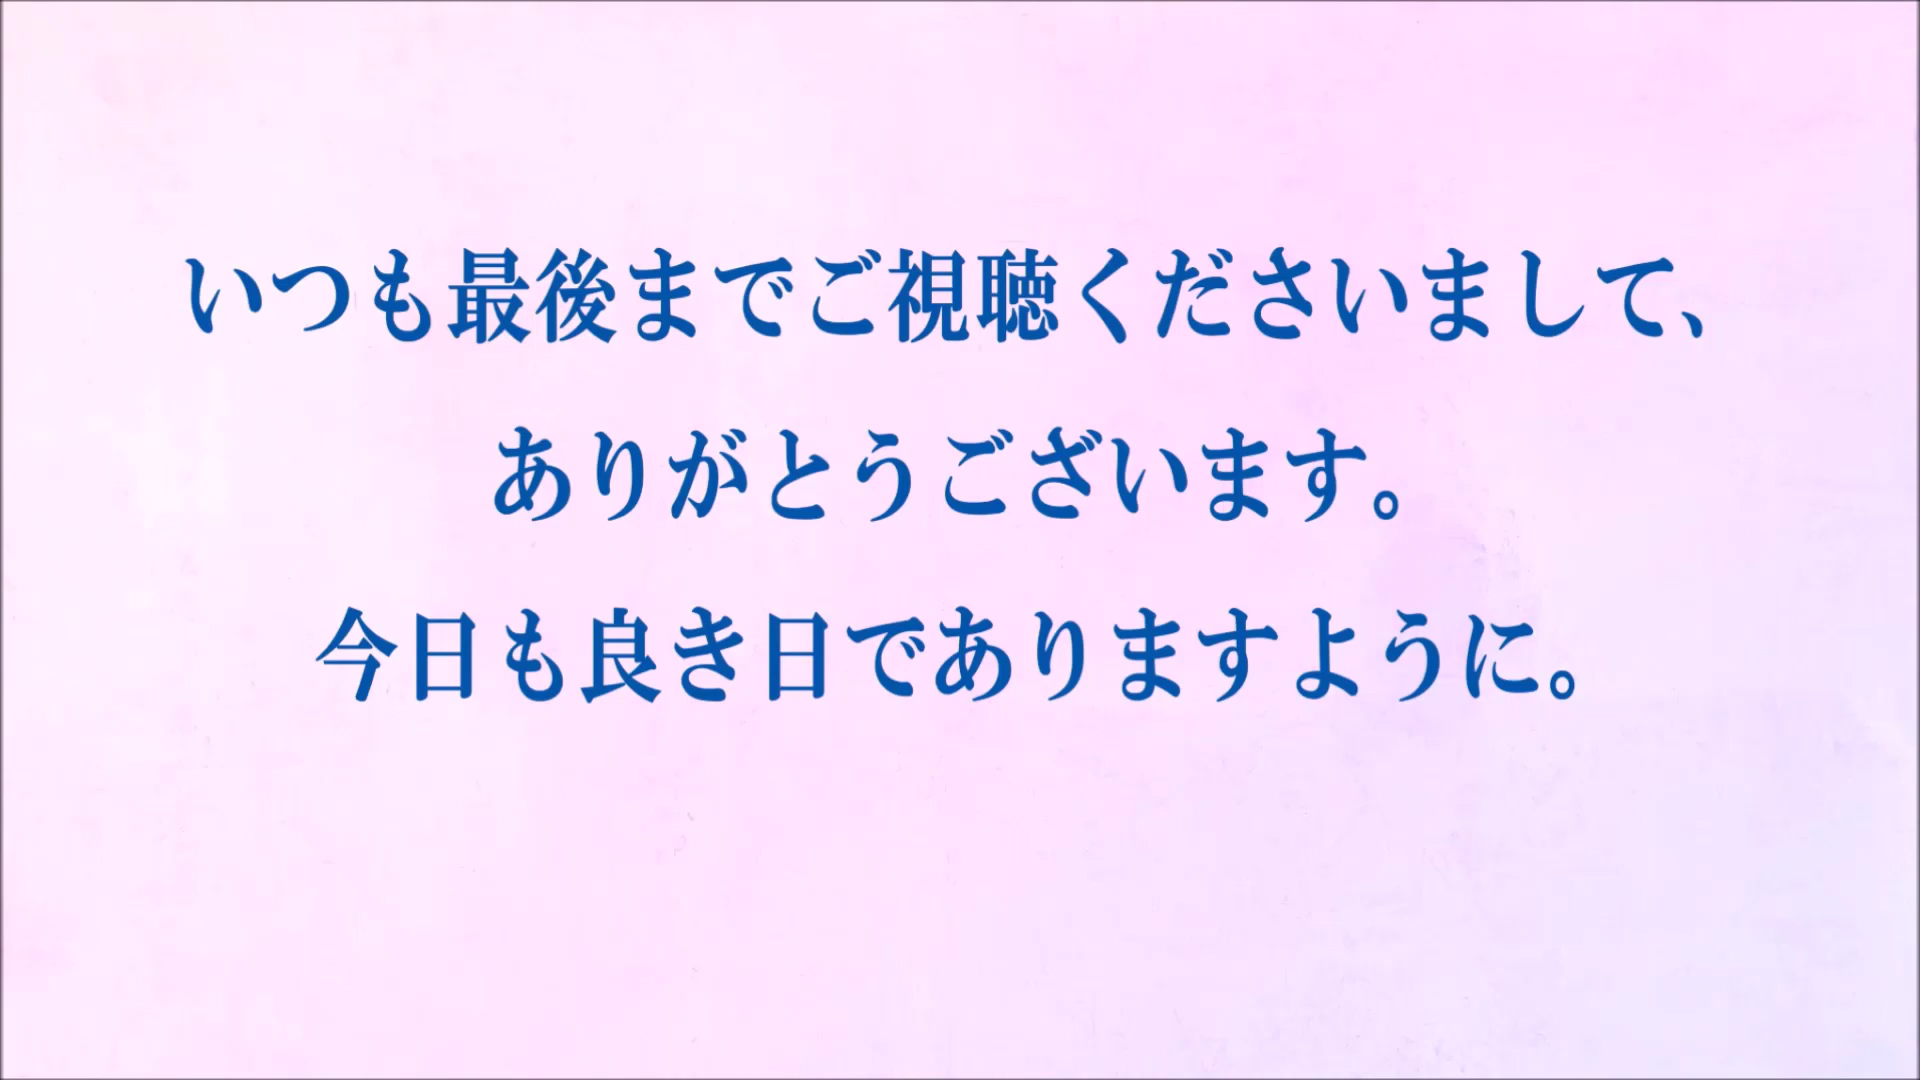 いつも最後までご視聴くださいまして、
ありがとうございます。
今日も良き日でありますように。